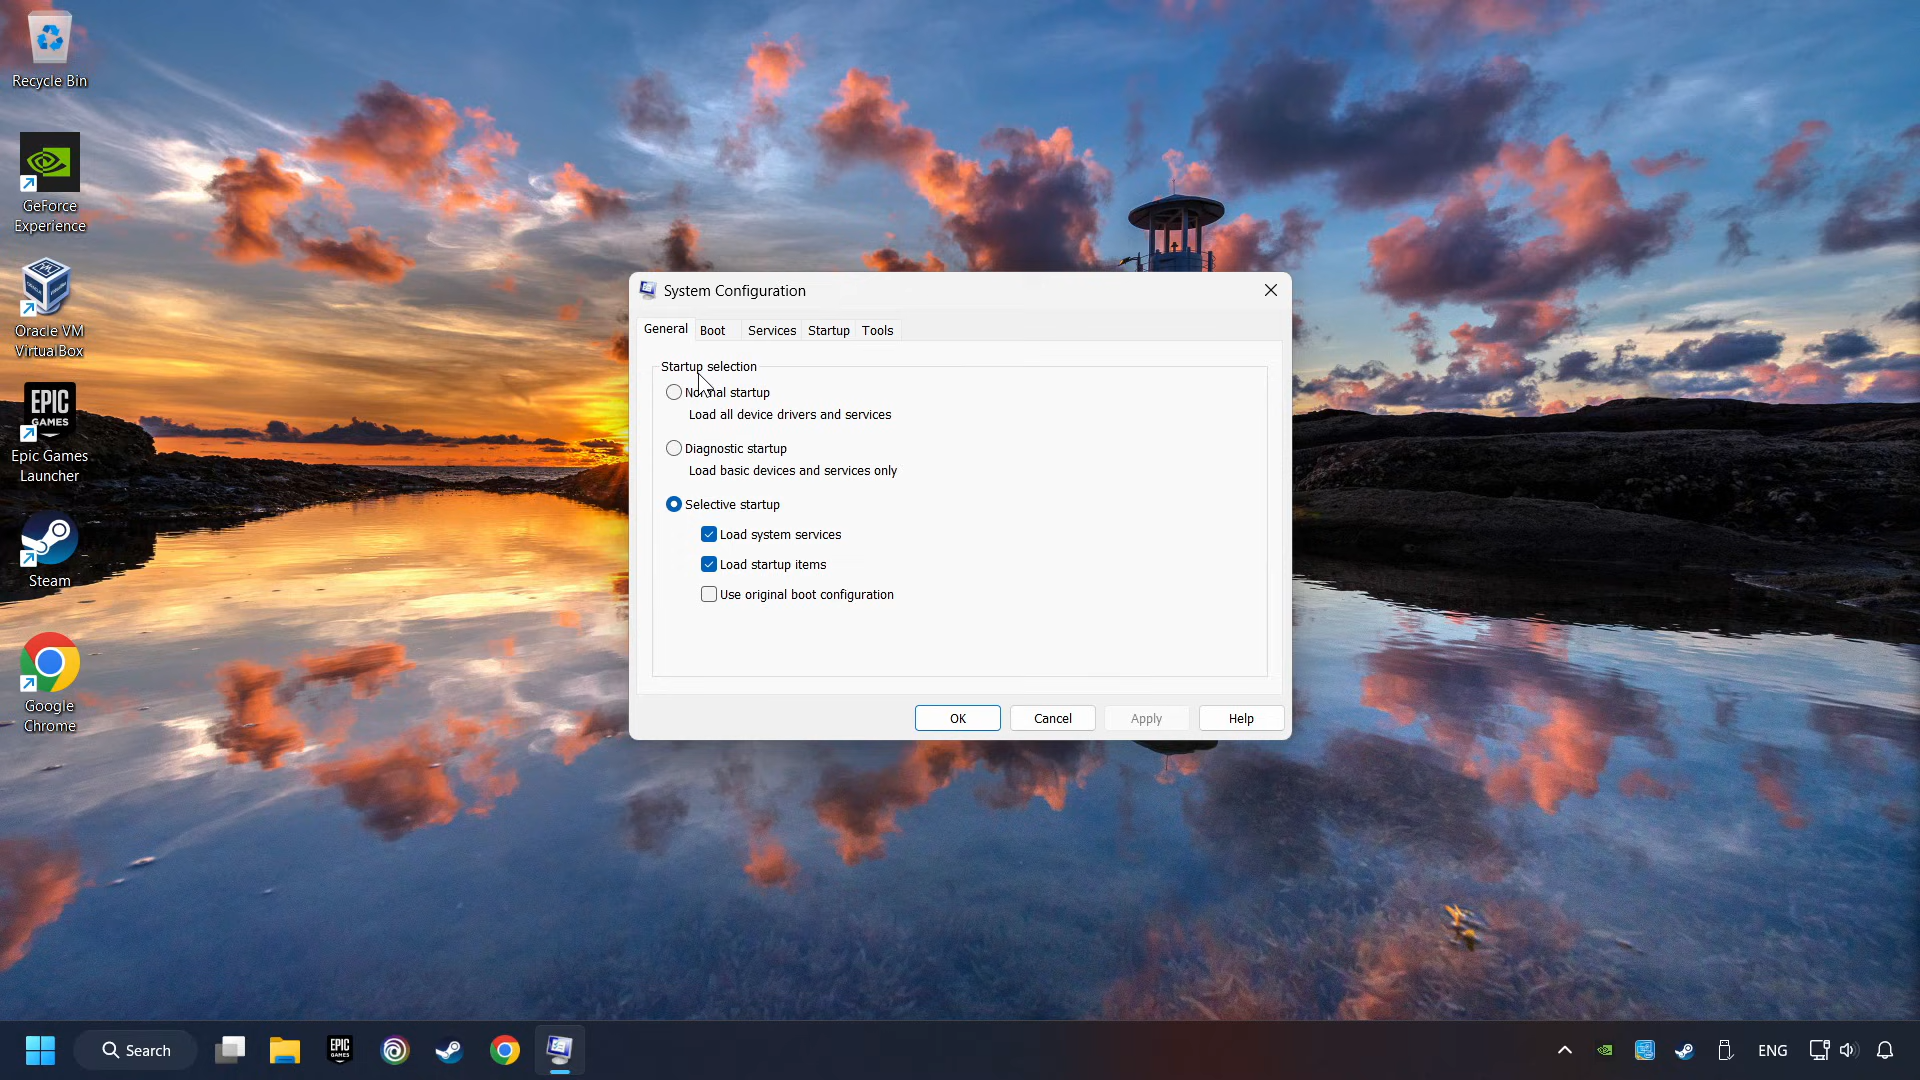 Recycle Bin
GeForce
Experience
Oracle VM
VirtualBox
EPIC
GAMES
Epic Games
Launcher
Steam
Google
Chrome
System Configuration
General Boot Services Startup Tools
Startup selection
Normal startup
Load all device drivers and services
Diagnostic startup
Load basic devices and services only
Selective startup
Load system services
Load startup items
Use original boot configuration
OK Cancel Apply Help
Search
EPIC
GAMES
ENG